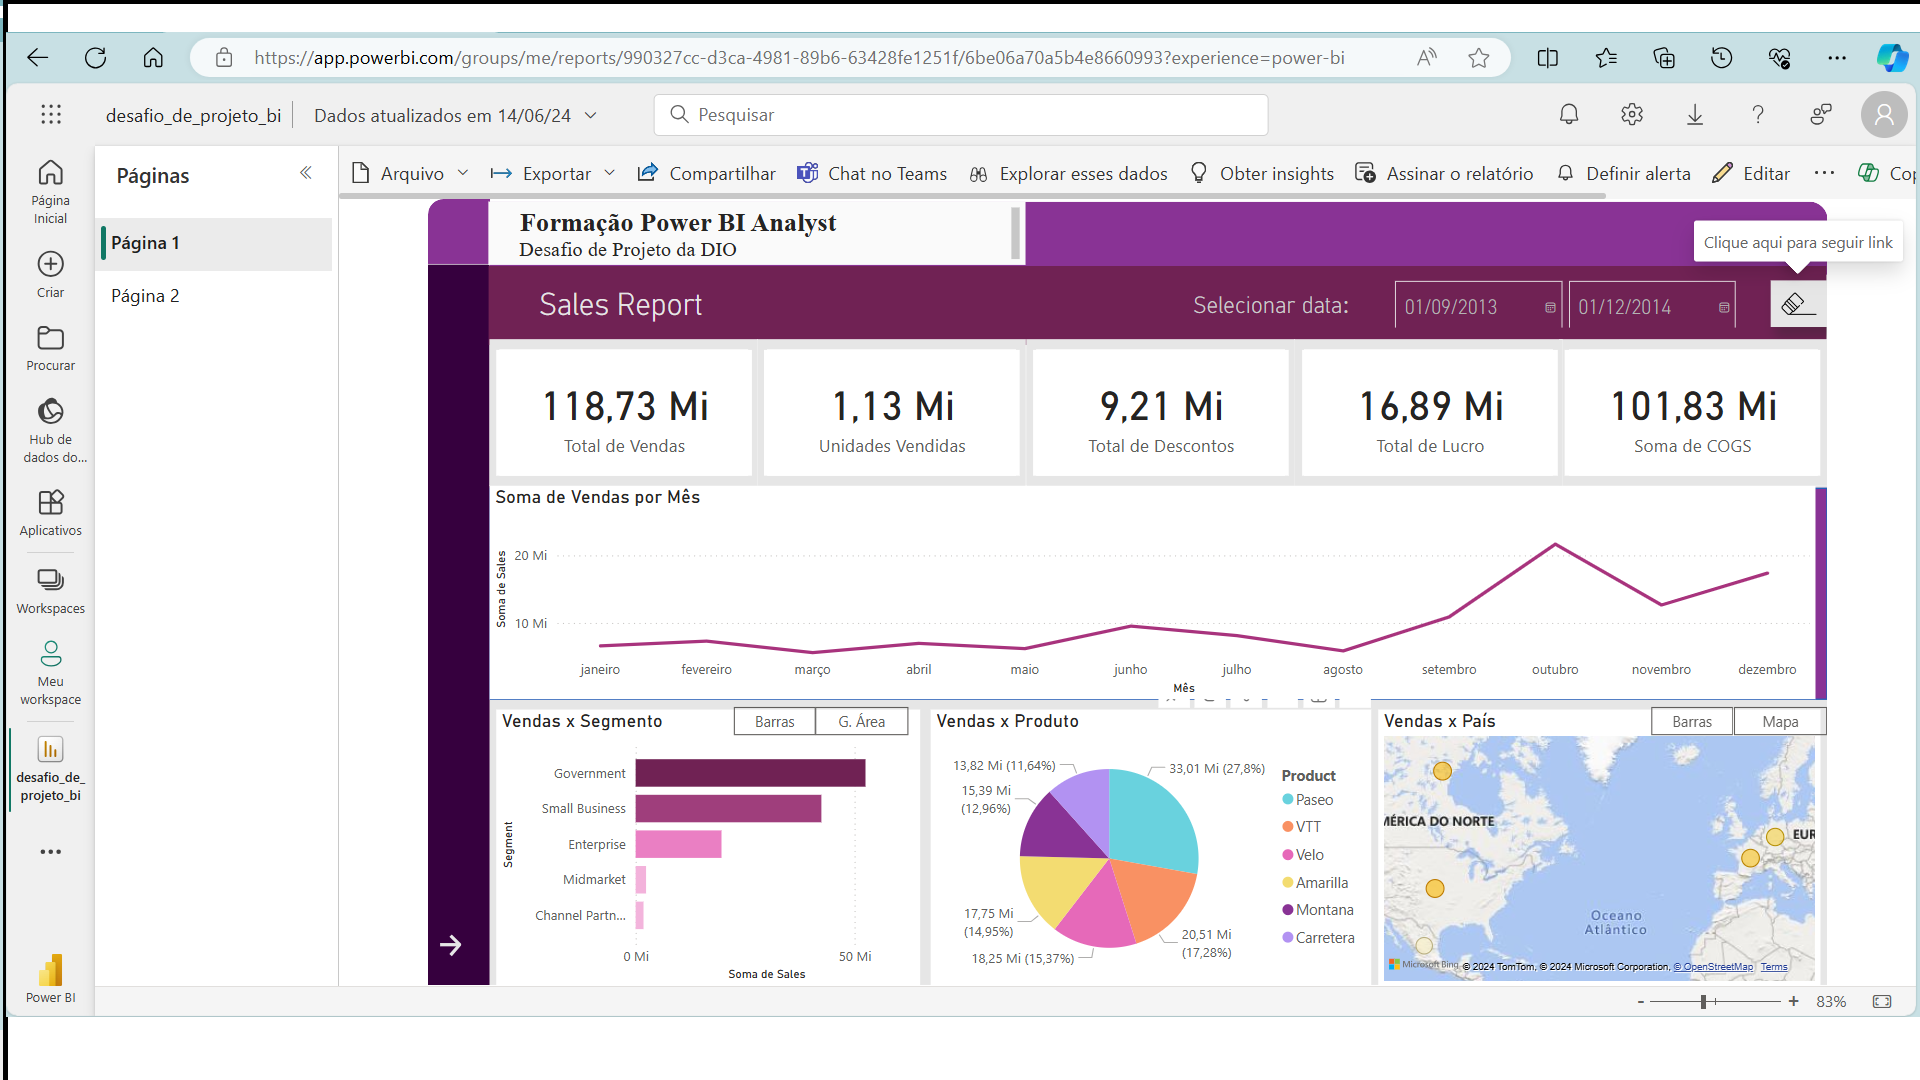 https://app.powerbi.com/groups/me/reports/990327cc-d3ca-4981-89b6-63428fe1251f/6be06a70a5b4e8660993?experience=power-bi
desafio_de_projeto_bi
Dados atualizados em 14/06/24
Pesquisar
Página Inicial
Criar
Procurar
Hub de dados do...
Aplicativos
Workspaces
Meu workspace
desafio_de_projeto_bi
Power BI
Páginas
Página 1
Página 2
Arquivo
Exportar
Compartilhar
Chat no Teams
Explorar esses dados
Obter insights
Assinar o relatório
Definir alerta
Editar
Cop
Formação Power BI Analyst
Desafio de Projeto da DIO
Clique aqui para seguir link
Sales Report
Selecionar data:
01/09/2013
01/12/2014
118,73 Mi
Total de Vendas
1,13 Mi
Unidades Vendidas
9,21 Mi
Total de Descontos
16,89 Mi
Total de Lucro
101,83 Mi
Soma de COGS
Soma de Vendas por Mês
Soma de Sales
20 Mi
10 Mi
janeiro
fevereiro
março
abril
maio
junho
julho
agosto
setembro
outubro
novembro
dezembro
Mês
Vendas x Segmento
Barras
G. Área
Segment
Government
Small Business
Enterprise
Midmarket
Channel Partn...
0 Mi
50 Mi
Soma de Sales
Vendas x Produto
13,82 Mi (11,64%)
15,39 Mi
(12,96%)
17,75 Mi
(14,95%)
18,25 Mi (15,37%)
33,01 Mi (27,8%)
20,51 Mi
(17,28%)
Product
Paseo
VTT
Velo
Amarilla
Montana
Carretera
Vendas x País
Barras
Mapa
MÉRICA DO NORTE
EUR
Oceano
Atlântico
Microsoft Bing
© 2024 TomTom, © 2024 Microsoft Corporation, © OpenStreetMap Terms
- + 83%